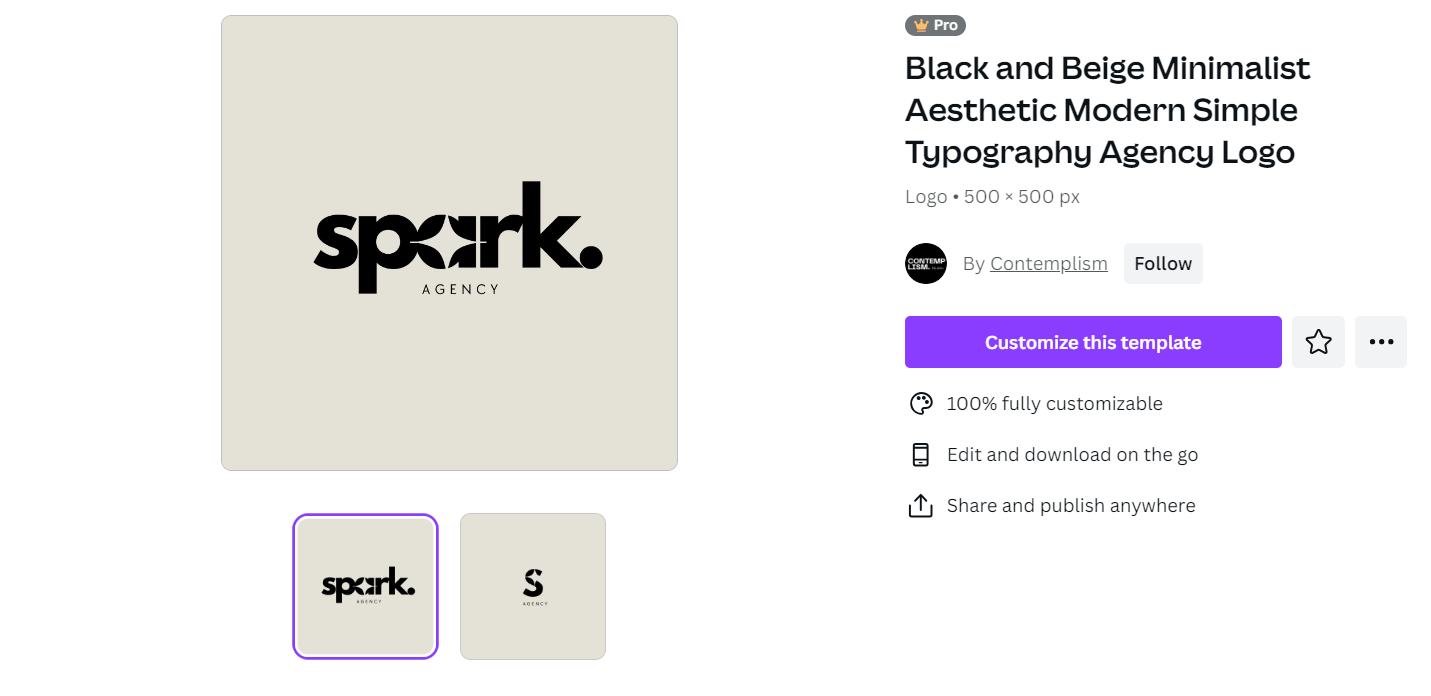 spark.
AGENCY
spark.
AGENCY
S
AGENCY
Pro
Black and Beige Minimalist
Aesthetic Modern Simple
Typography Agency Logo
Logo • 500 × 500 px
CONTEMP
LISM.
By Contemplism
Follow
Customize this template
100% fully customizable
Edit and download on the go
Share and publish anywhere